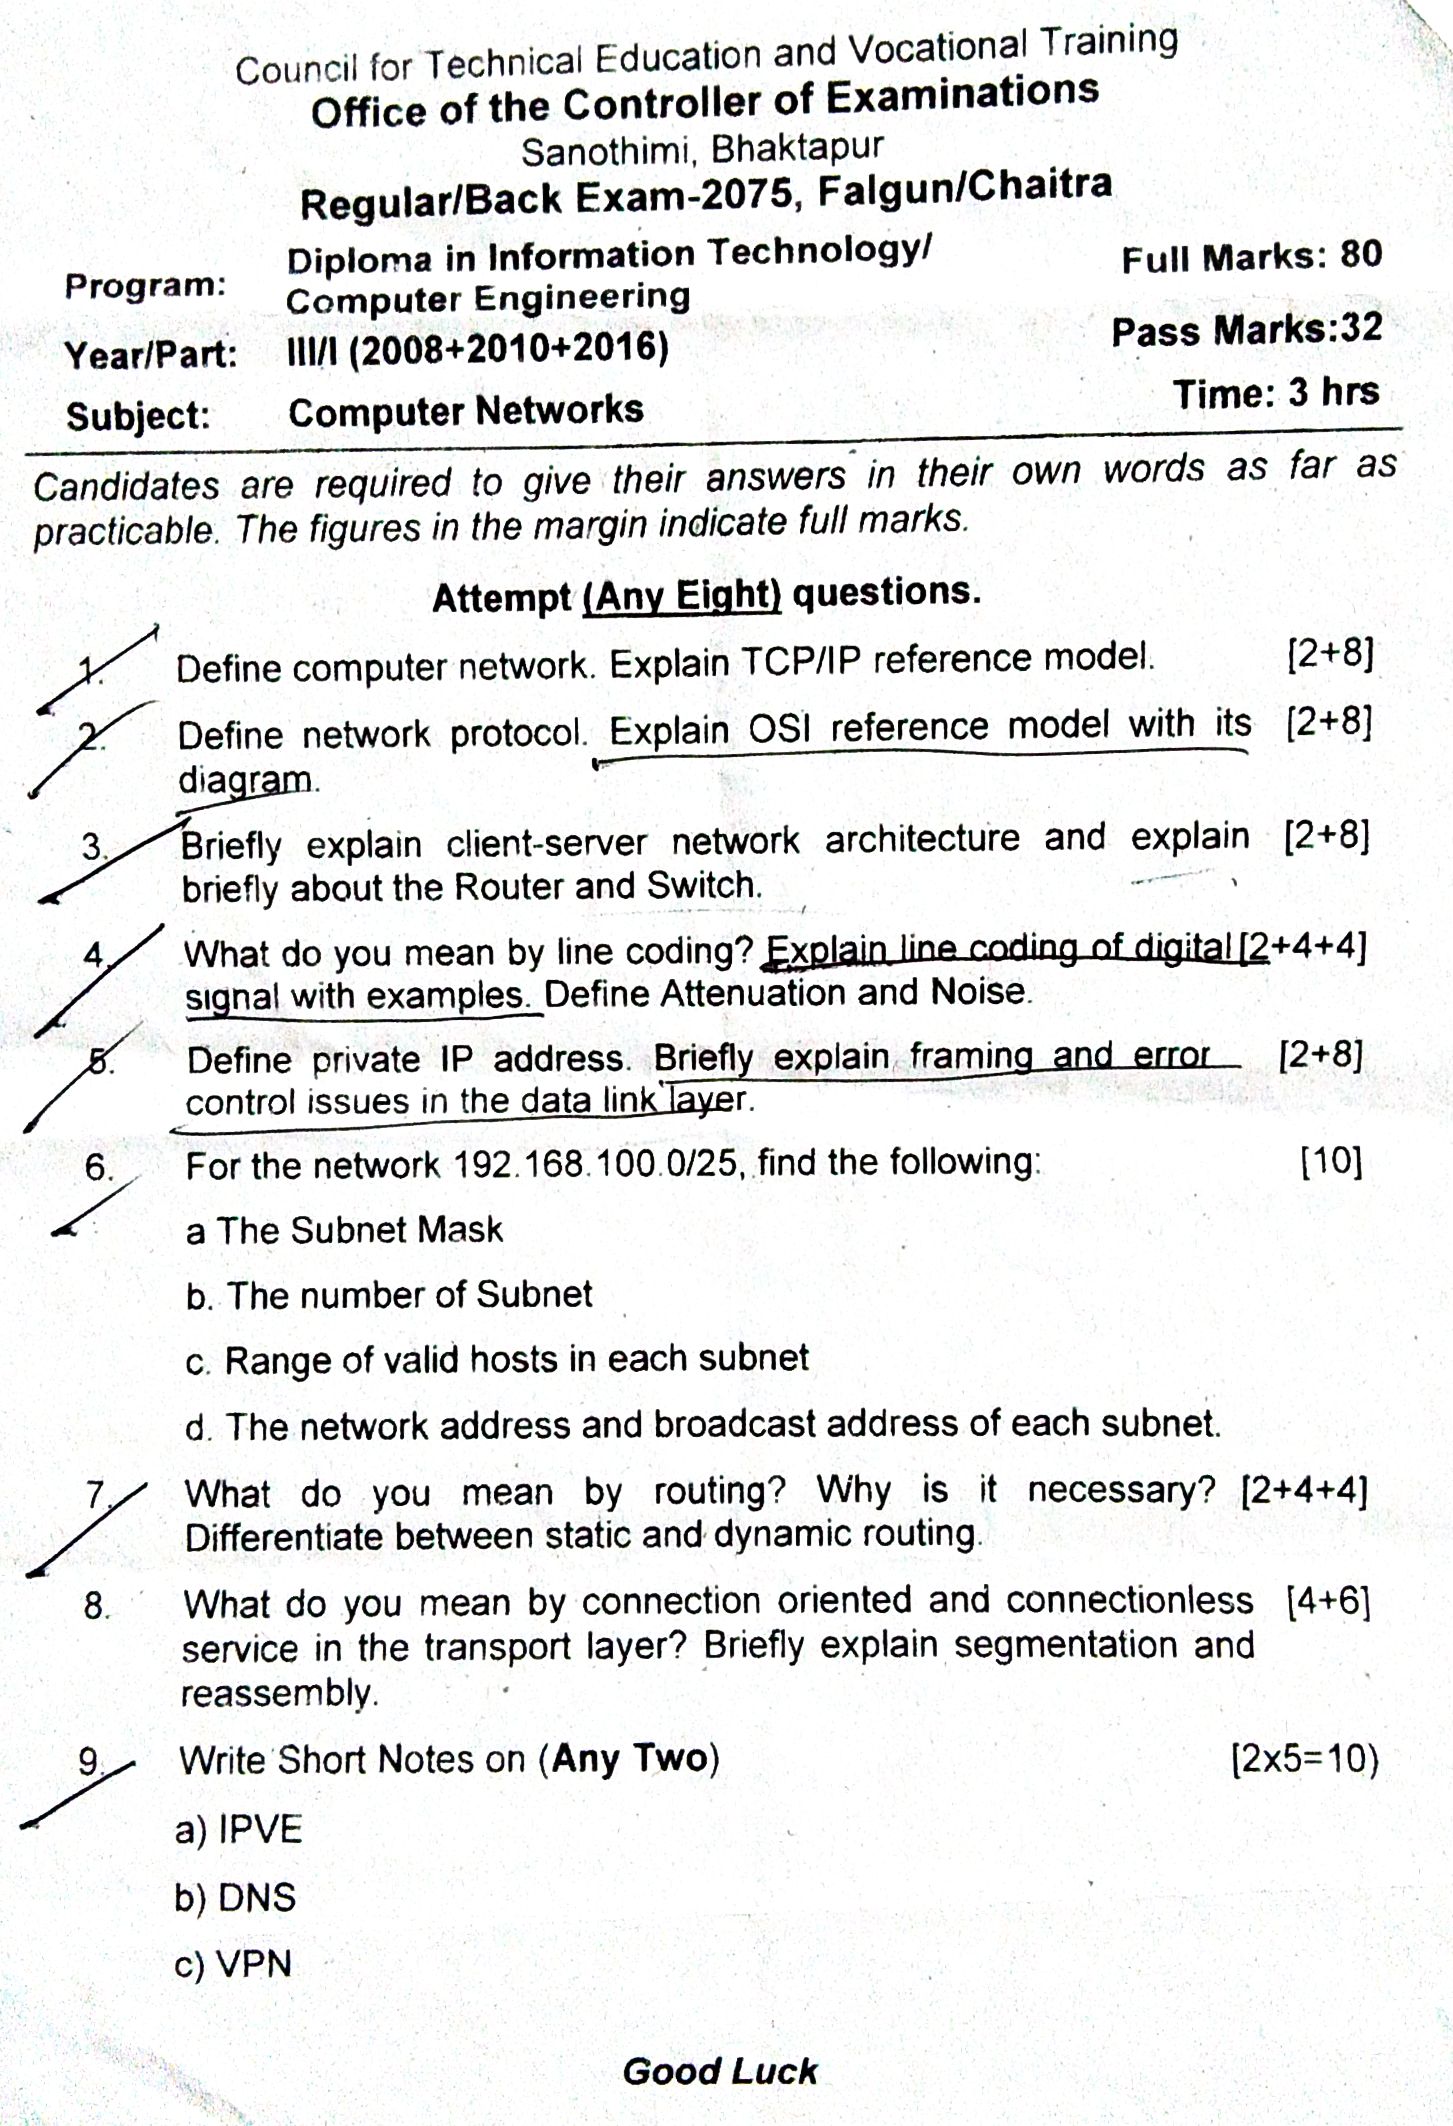 Council for Technical Education and Vocational Training
Office of the Controller of Examinations
Sanothimi, Bhaktapur
Regular/Back Exam-2075, Falgun/Chaitra
Program: Diploma in Information Technology/ Full Marks: 80
Computer Engineering
Year/Part: III/I (2008+2010+2016) Pass Marks:32
Subject: Computer Networks Time: 3 hrs
Candidates are required to give their answers in their own words as far as
practicable. The figures in the margin indicate full marks.
Attempt (Any Eight) questions.
1. Define computer network. Explain TCP/IP reference model. [2+8]
2. Define network protocol. Explain OSI reference model with its [2+8]
diagram.
3. Briefly explain client-server network architecture and explain [2+8]
briefly about the Router and Switch.
4. What do you mean by line coding? Explain line coding of digital [2+4+4]
signal with examples. Define Attenuation and Noise.
5. Define private IP address. Briefly explain framing and error [2+8]
control issues in the data link layer.
6. For the network 192.168.100.0/25, find the following: [10]
a The Subnet Mask
b. The number of Subnet
c. Range of valid hosts in each subnet
d. The network address and broadcast address of each subnet.
7. What do you mean by routing? Why is it necessary? [2+4+4]
Differentiate between static and dynamic routing.
8. What do you mean by connection oriented and connectionless [4+6]
service in the transport layer? Briefly explain segmentation and
reassembly.
9. Write Short Notes on (Any Two) [2x5=10)
a) IPVE
b) DNS
c) VPN
Good Luck